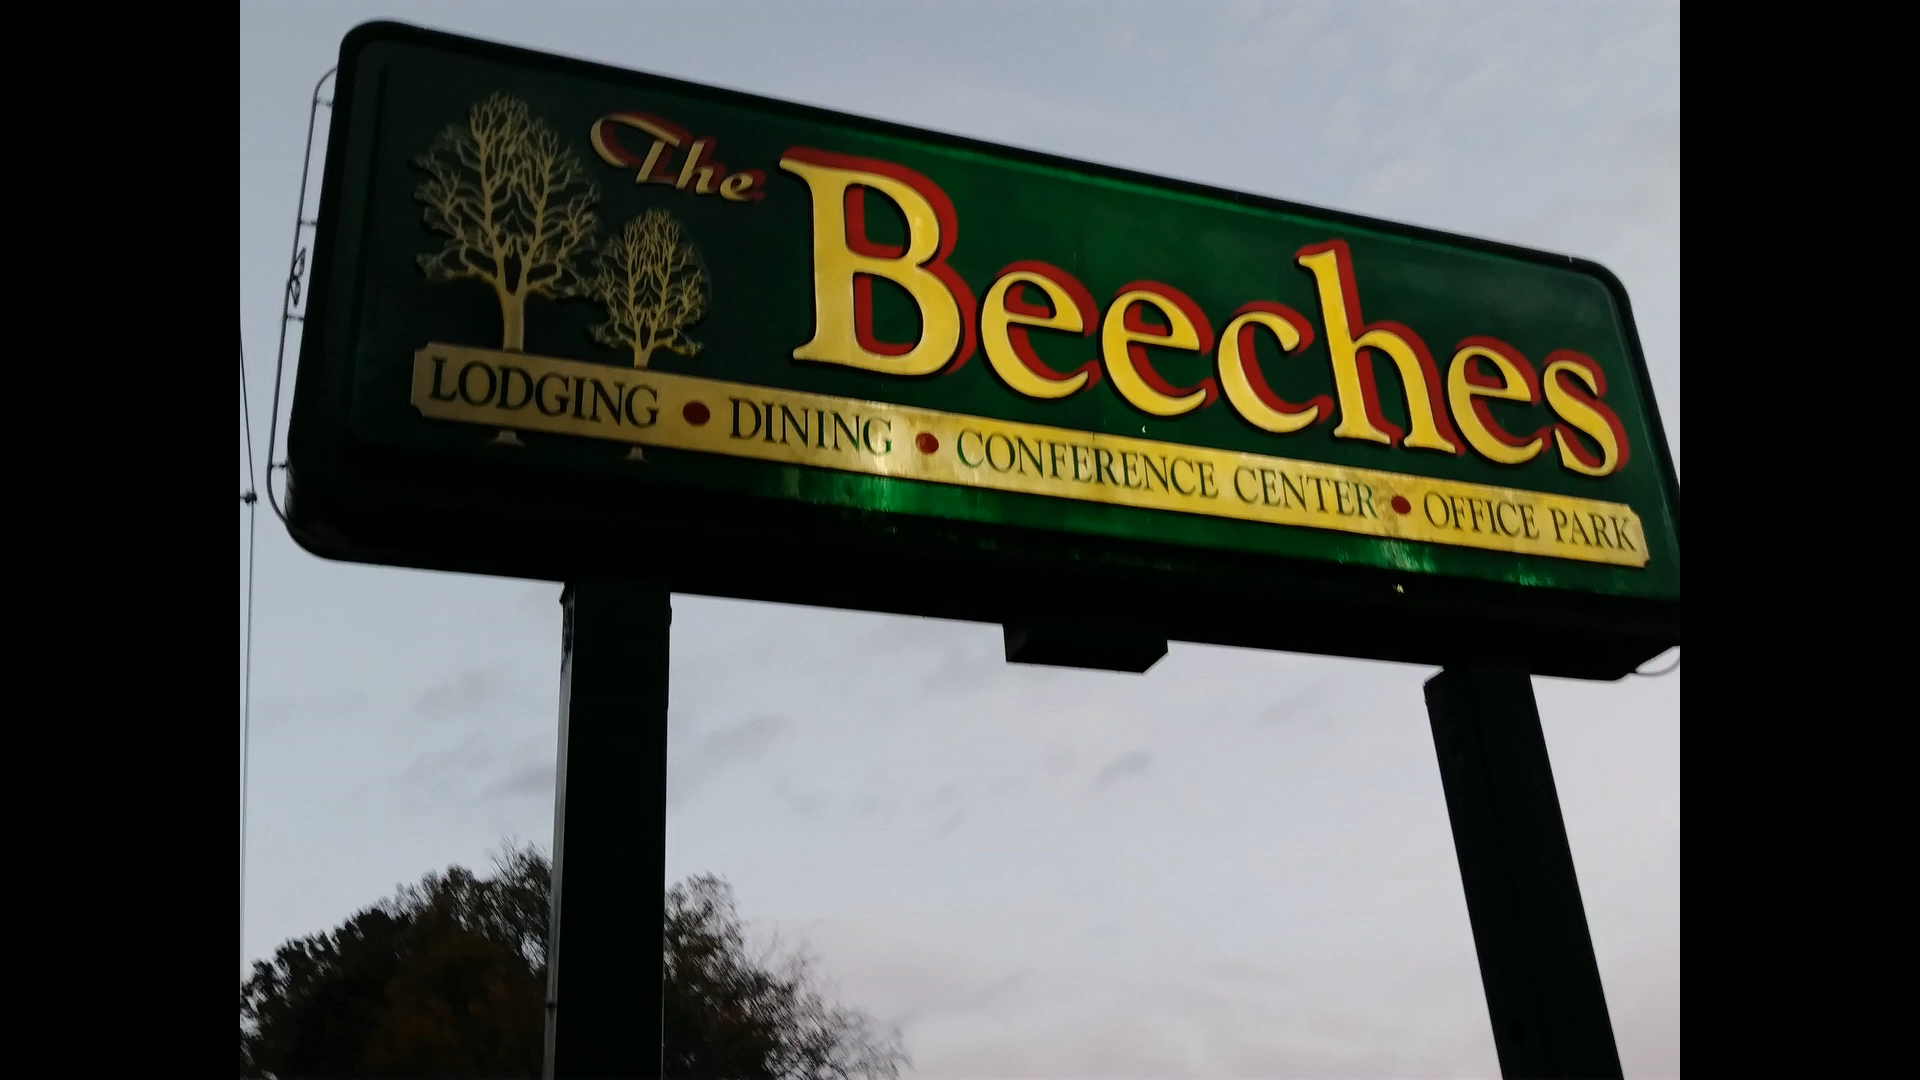 The Beeches
LODGING • DINING • CONFERENCE CENTER • OFFICE PARK